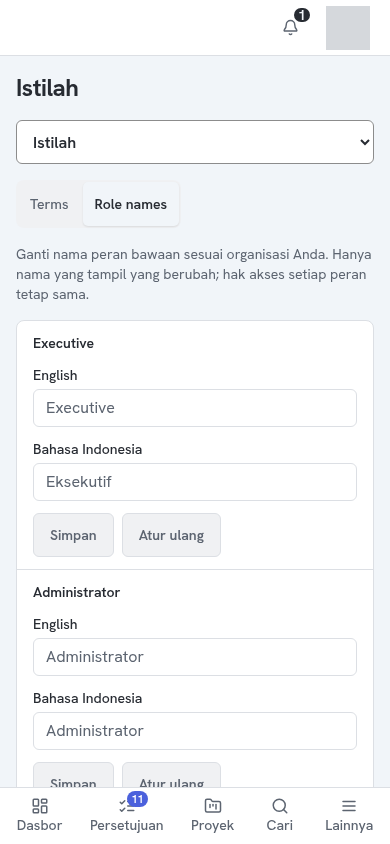 1
Istilah
Istilah
Terms
Role names
Ganti nama peran bawaan sesuai organisasi Anda. Hanya
nama yang tampil yang berubah; hak akses setiap peran
tetap sama.
Executive
English
Executive
Bahasa Indonesia
Eksekutif
Simpan
Atur ulang
Administrator
English
Administrator
Bahasa Indonesia
Administrator
Simpan
Atur ulang
11
Dasbor
Persetujuan
Proyek
Cari
Lainnya